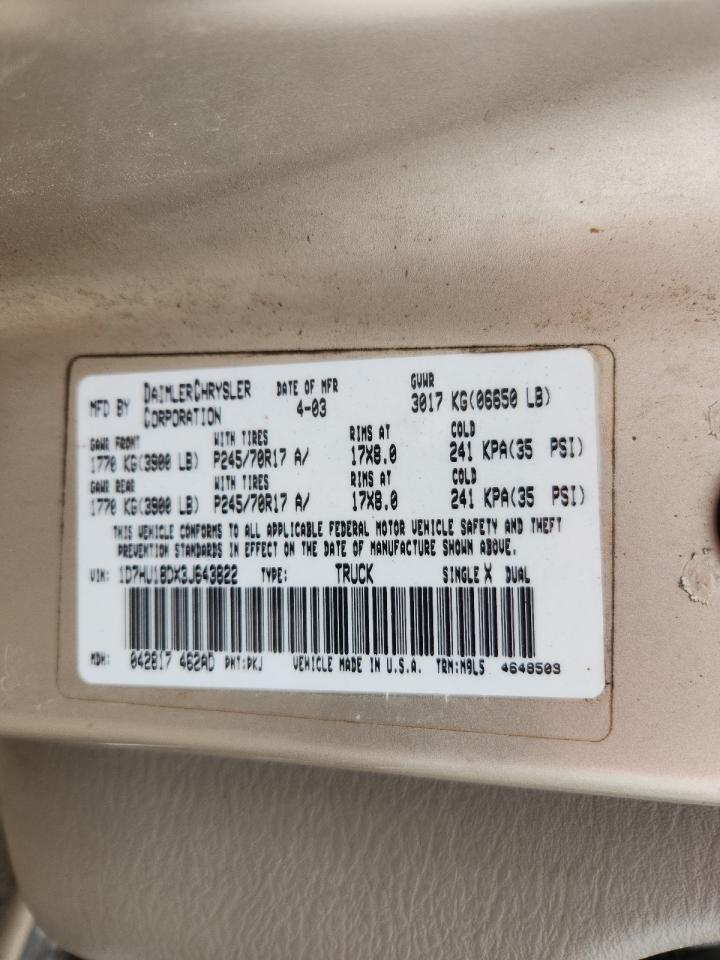 MFD BY DAIMLERCHRYSLER CORPORATION DATE OF MFR 4-03 GVWR 3017 KG(06650 LB)
GAWR FRONT WITH TIRES RIMS AT COLD
1770 KG(3900 LB) P245/70R17 A/ 17X8.0 241 KPA(35 PSI)
GAWR REAR WITH TIRES RIMS AT COLD
1770 KG(3900 LB) P245/70R17 A/ 17X8.0 241 KPA(35 PSI)
THIS VEHICLE CONFORMS TO ALL APPLICABLE FEDERAL MOTOR VEHICLE SAFETY AND THEFT
PREVENTION STANDARDS IN EFFECT ON THE DATE OF MANUFACTURE SHOWN ABOVE.
VIN: 1D7HU18DX3J643822 TYPE: TRUCK SINGLE X DUAL
MDH: 042817 462AD PNT:PKJ VEHICLE MADE IN U.S.A. TRM:M9L5 4648509